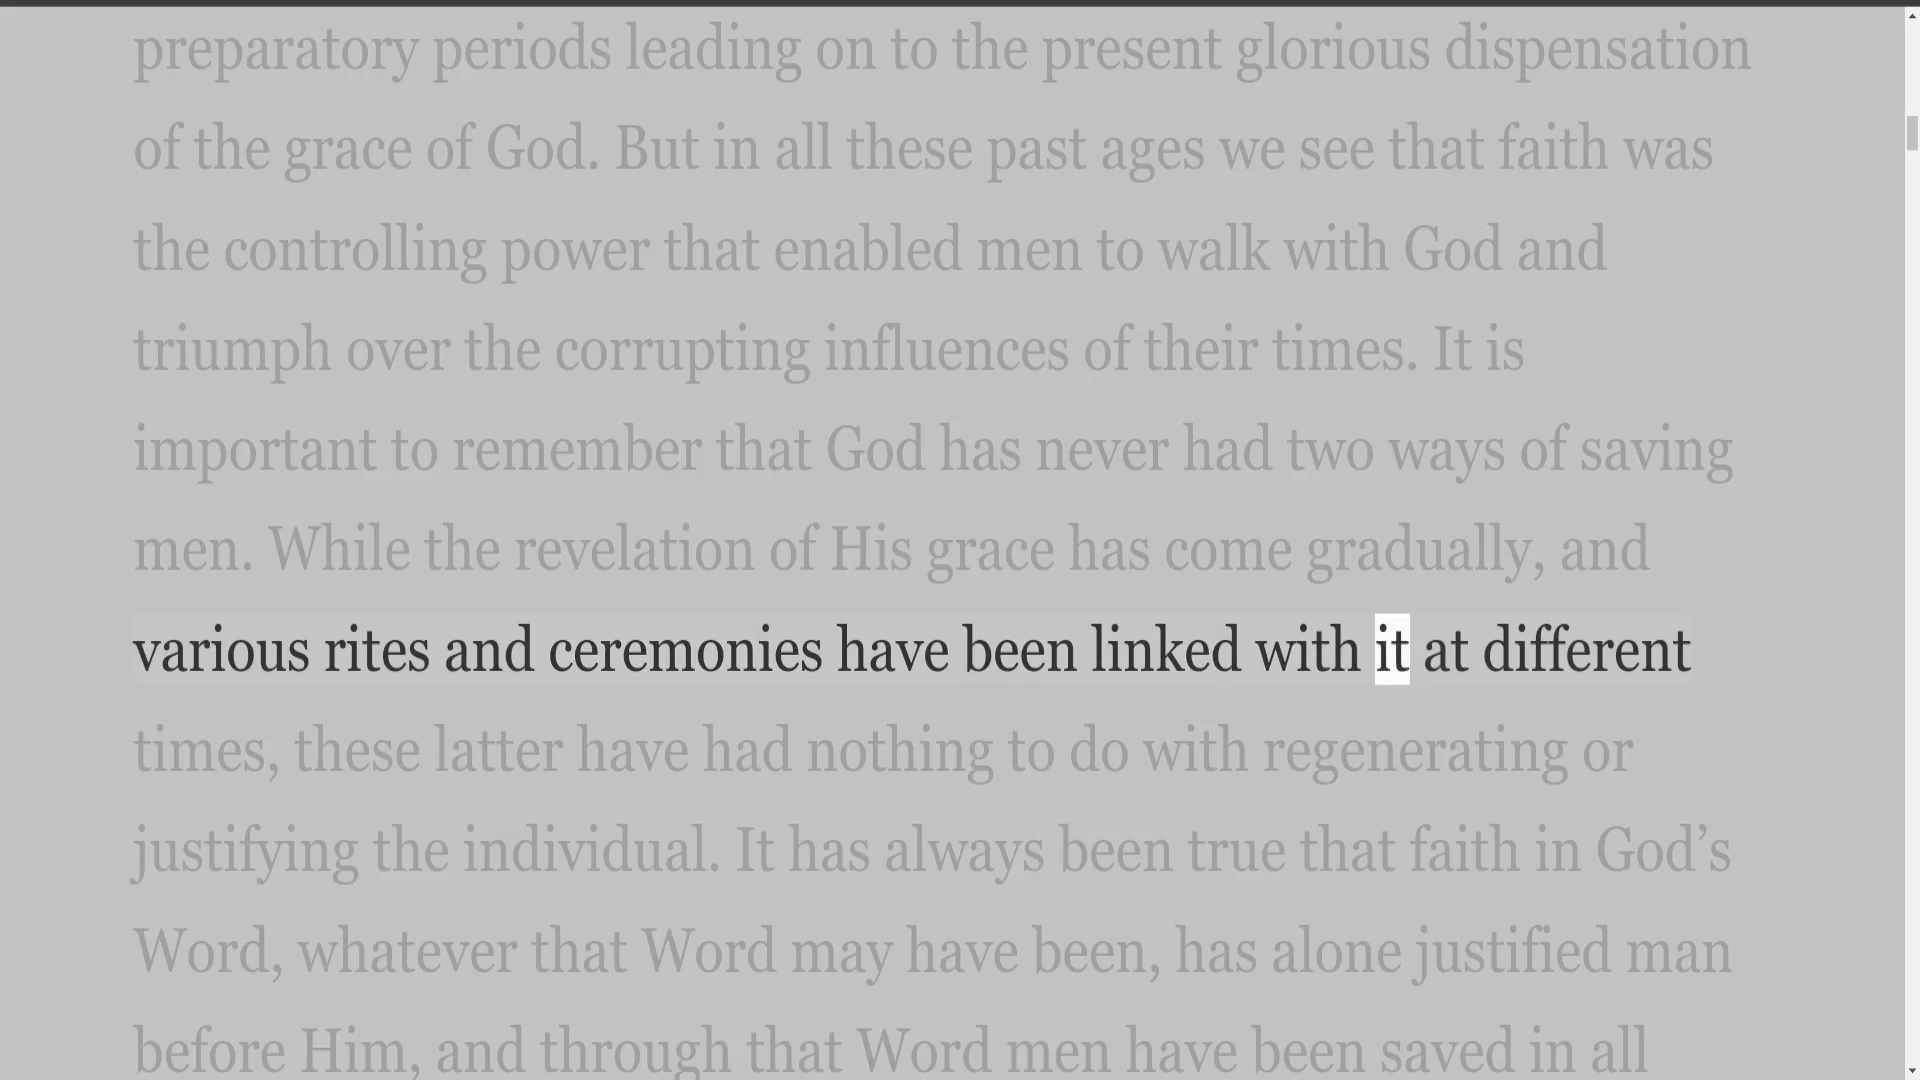 preparatory periods leading on to the present glorious dispensation
of the grace of God. But in all these past ages we see that faith was
the controlling power that enabled men to walk with God and
triumph over the corrupting influences of their times. It is
important to remember that God has never had two ways of saving
men. While the revelation of His grace has come gradually, and
various rites and ceremonies have been linked with it at different
times, these latter have had nothing to do with regenerating or
justifying the individual. It has always been true that faith in God’s
Word, whatever that Word may have been, has alone justified man
before Him, and through that Word men have been saved in all